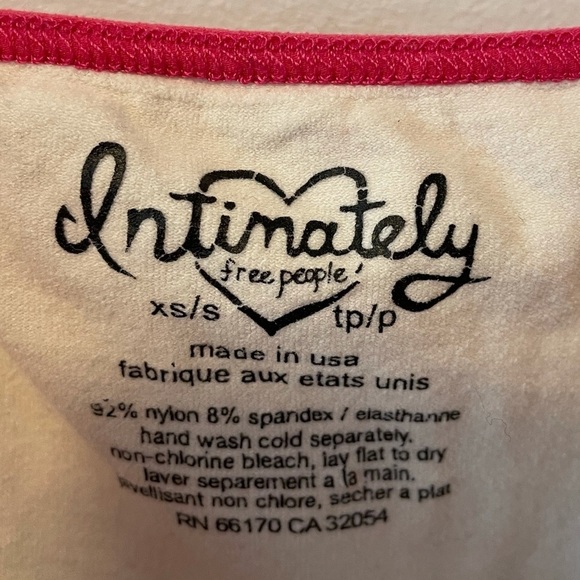 Intimately
free people
xs/s tp/p
made in usa
fabrique aux etats unis
92% nylon 8% spandex / elasthanne
hand wash cold separately.
non-chlorine bleach, lay flat to dry
laver separement a la main.
non chlore, secher a plat
RN 66170 CA 32054